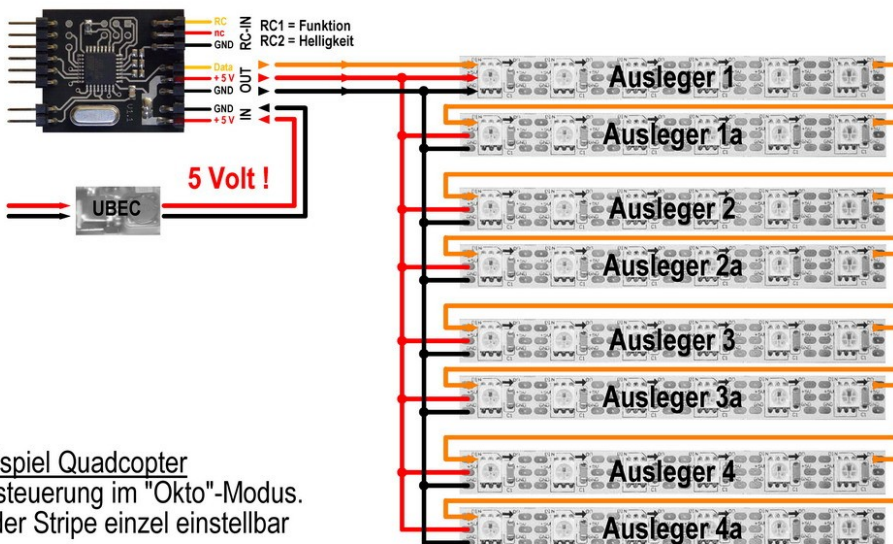 RC
nc
GND
RC-IN
RC1 = Funktion
RC2 = Helligkeit
Data
+5V
GND
OUT
GND
+5V
IN
5 Volt !
UBEC
Ausleger 1
Ausleger 1a
Ausleger 2
Ausleger 2a
Ausleger 3
Ausleger 3a
Ausleger 4
Ausleger 4a
spiel Quadcopter
steuerung im "Okto"-Modus.
der Stripe einzel einstellbar